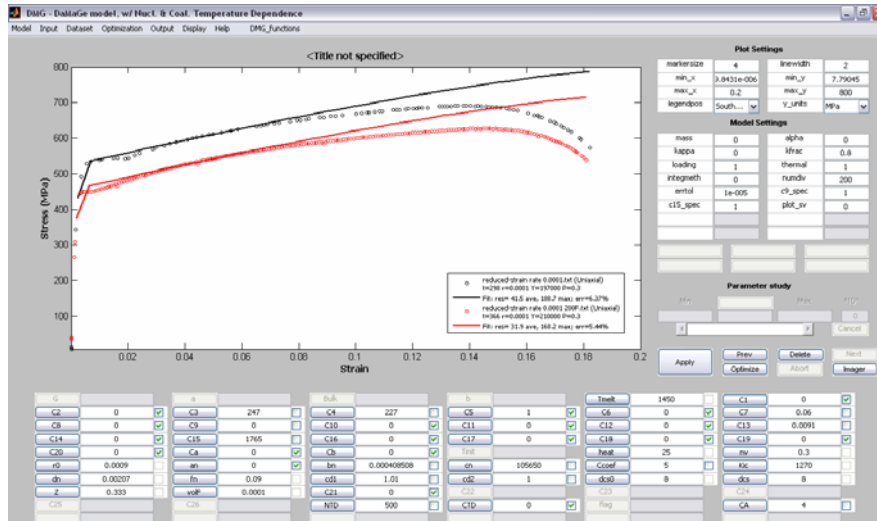 DMG - DaMaGe model, w/ Nucl. & Coal. Temperature Dependence
Model Input Dataset Optimization Output Display Help DMG_functions
<Title not specified>
800
700
600
500
400
300
200
100
0.02 0.04 0.06 0.08 0.1 0.12 0.14 0.16 0.18 0.2
Stress (MPa)
Strain
reduced-strain rate 0.0001.txt (Uniaxial)
t=298 r=0.0001 Y=197000 P=0.3
Fit: res= 41.5 ave, 188.7 max; err=6.37%
reduced-strain rate 0.0001 200F.txt (Uniaxial)
t=366 r=0.0001 Y=210000 P=0.3
Fit: res= 31.9 ave, 168.2 max; err=5.44%
Plot Settings
markersize 4 linewidth 2
min_x 9.8431e-006 min_y 7.79045
max_x 0.2 max_y 800
legendpos South... y_units MPa
Model Settings
mass 0 alpha 0
kappa 0 kfrac 0.8
loading 1 thermal 1
integmeth 0 numdiv 200
errtol 1e-005 c9_spec 1
c15_spec 1 plot_sv 0
Parameter study
Min Max *10^
0
Cancel
Apply Prev Delete Next
Optimize Abort Imager
G a Bulk b Tmelt 1450 C1 0
C2 0 C3 247 C4 227 C5 1 C6 0 C7 0.06
C8 0 C9 0 C10 0 C11 0 C12 0 C13 0.0091
C14 0 C15 1765 C16 0 C17 0 C18 0 C19 0
C20 0 Ca 0 Cb 0 Tinit heat 25 nv 0.3
r0 0.0009 an 0 bn 0.000408508 cn 105650 Ccoef 5 Kic 1270
dn 0.00207 fn 0.09 cd1 1.01 cd2 1 dcs0 8 dcs 8
Z 0.333 volF 0.0001 C21 0 C22 C23 C24
C25 C26 NTD 500 CTD 0 flag CA 4